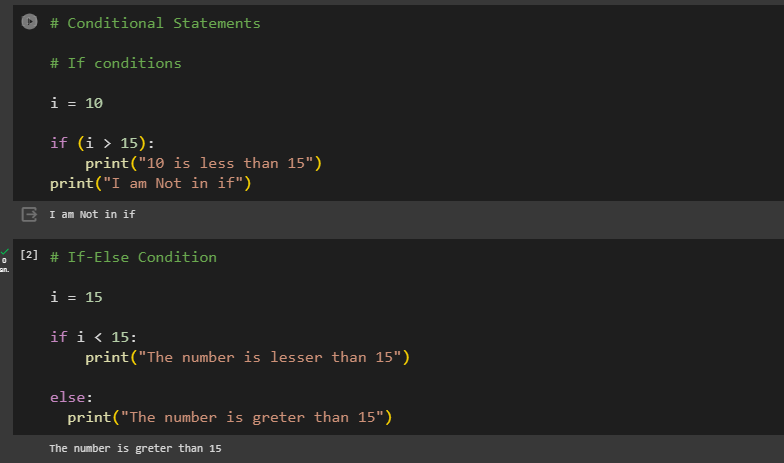 # Conditional Statements
# If conditions
i = 10
if (i > 15):
    print("10 is less than 15")
print("I am Not in if")
I am Not in if
[2] # If-Else Condition
0
sn.
i = 15
if i < 15:
    print("The number is lesser than 15")
else:
  print("The number is greter than 15")
The number is greter than 15